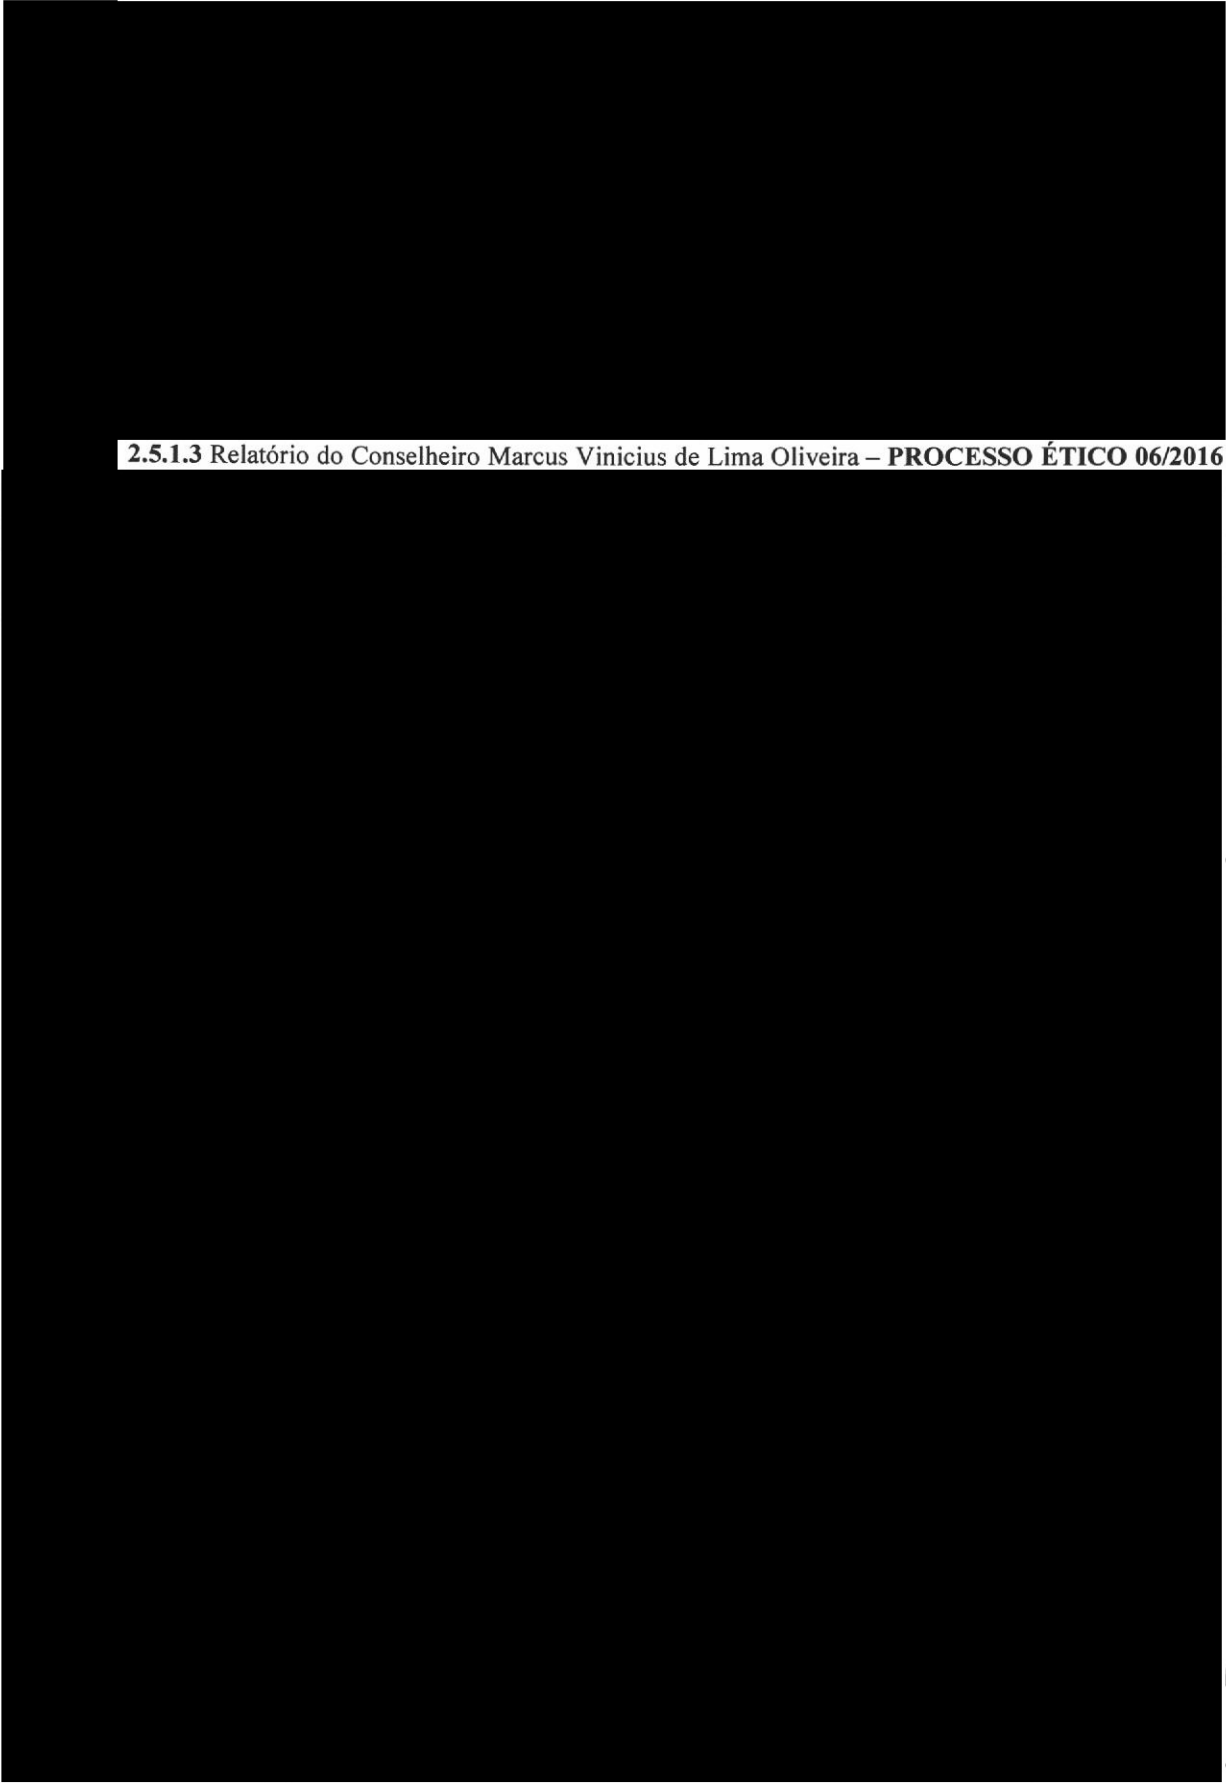 2.5.1.3 Relatório do Conselheiro Marcus Vinicius de Lima Oliveira – PROCESSO ÉTICO 06/2016